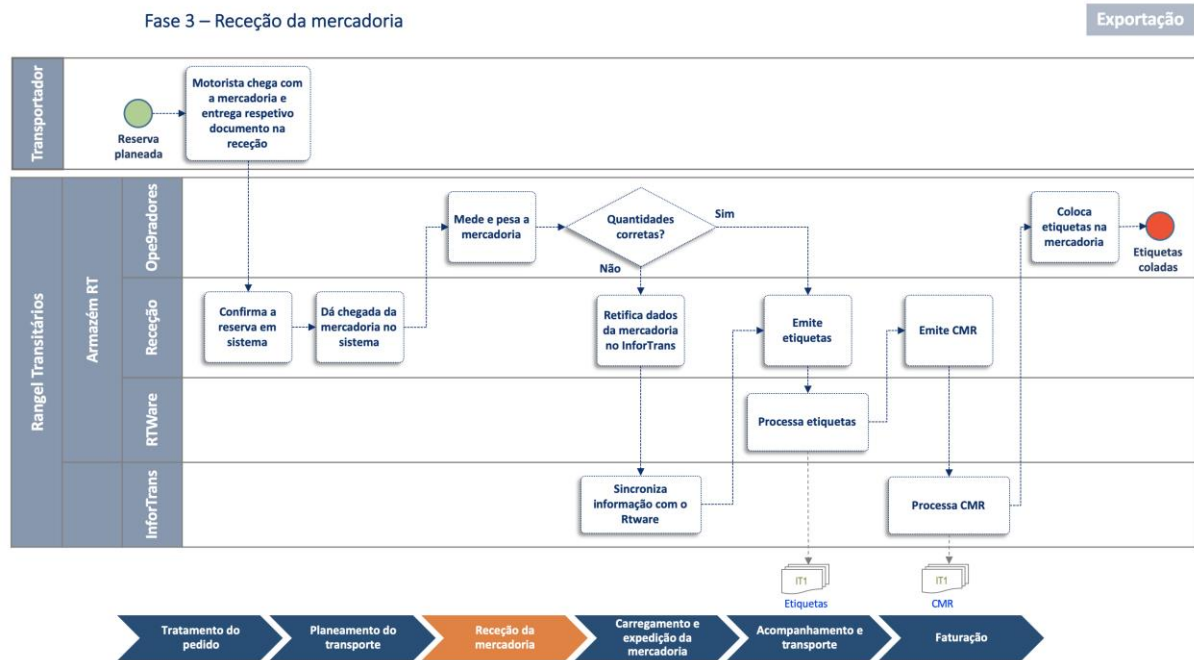 Fase 3 – Receção da mercadoria
Exportação
Transportador
Reserva
planeada
Motorista chega com
a mercadoria e
entrega respetivo
documento na
receção
Rangel Transitários
Armazém RT
Ope9radores
Mede e pesa a
mercadoria
Quantidades
corretas?
Sim
Não
Coloca
etiquetas na
mercadoria
Etiquetas
coladas
Receção
Confirma a
reserva em
sistema
Dá chegada da
mercadoria no
sistema
Retifica dados
da mercadoria
no InforTrans
Emite
etiquetas
Emite CMR
RTWare
Processa etiquetas
InforTrans
Sincroniza
informação com o
Rtware
Processa CMR
IT1
Etiquetas
IT1
CMR
Tratamento do
pedido
Planeamento do
transporte
Receção da
mercadoria
Carregamento e
expedição da
mercadoria
Acompanhamento e
transporte
Faturação